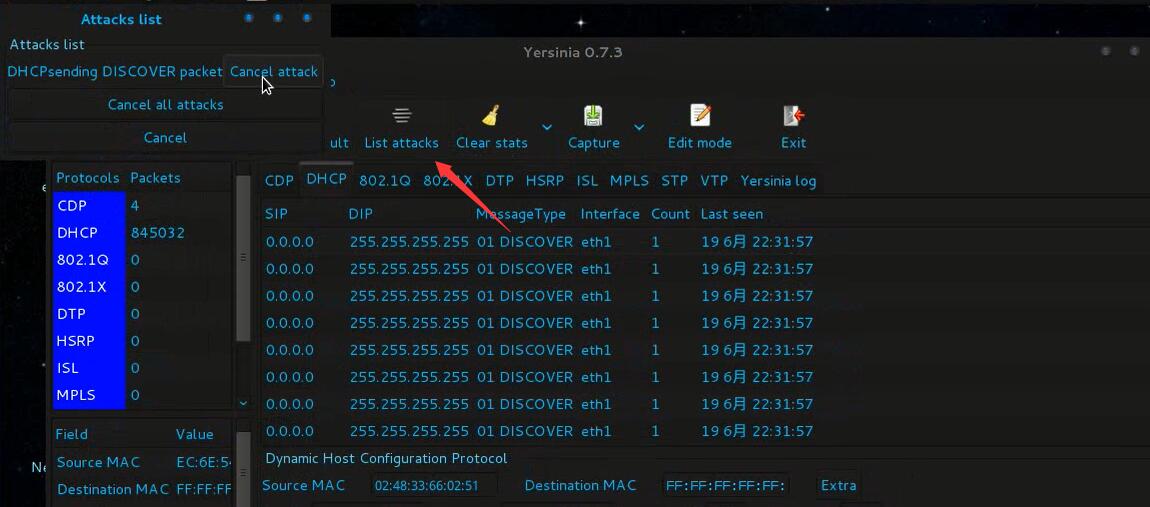 Attacks list
Attacks list
DHCPsending DISCOVER packet Cancel attack
Cancel all attacks
Cancel
Yersinia 0.7.3
ult List attacks Clear stats Capture Edit mode Exit
Protocols Packets
CDP 4
DHCP 845032
802.1Q 0
802.1X 0
DTP 0
HSRP 0
ISL 0
MPLS 0
Field Value
Source MAC EC:6E:54
Destination MAC FF:FF:FF
Ne
CDP DHCP 802.1Q 802.1X DTP HSRP ISL MPLS STP VTP Yersinia log
SIP DIP MessageType Interface Count Last seen
0.0.0.0 255.255.255.255 01 DISCOVER eth1 1 19 6月 22:31:57
0.0.0.0 255.255.255.255 01 DISCOVER eth1 1 19 6月 22:31:57
0.0.0.0 255.255.255.255 01 DISCOVER eth1 1 19 6月 22:31:57
0.0.0.0 255.255.255.255 01 DISCOVER eth1 1 19 6月 22:31:57
0.0.0.0 255.255.255.255 01 DISCOVER eth1 1 19 6月 22:31:57
0.0.0.0 255.255.255.255 01 DISCOVER eth1 1 19 6月 22:31:57
0.0.0.0 255.255.255.255 01 DISCOVER eth1 1 19 6月 22:31:57
0.0.0.0 255.255.255.255 01 DISCOVER eth1 1 19 6月 22:31:57
Dynamic Host Configuration Protocol
Source MAC 02:48:33:66:02:51 Destination MAC FF:FF:FF:FF:FF: Extra